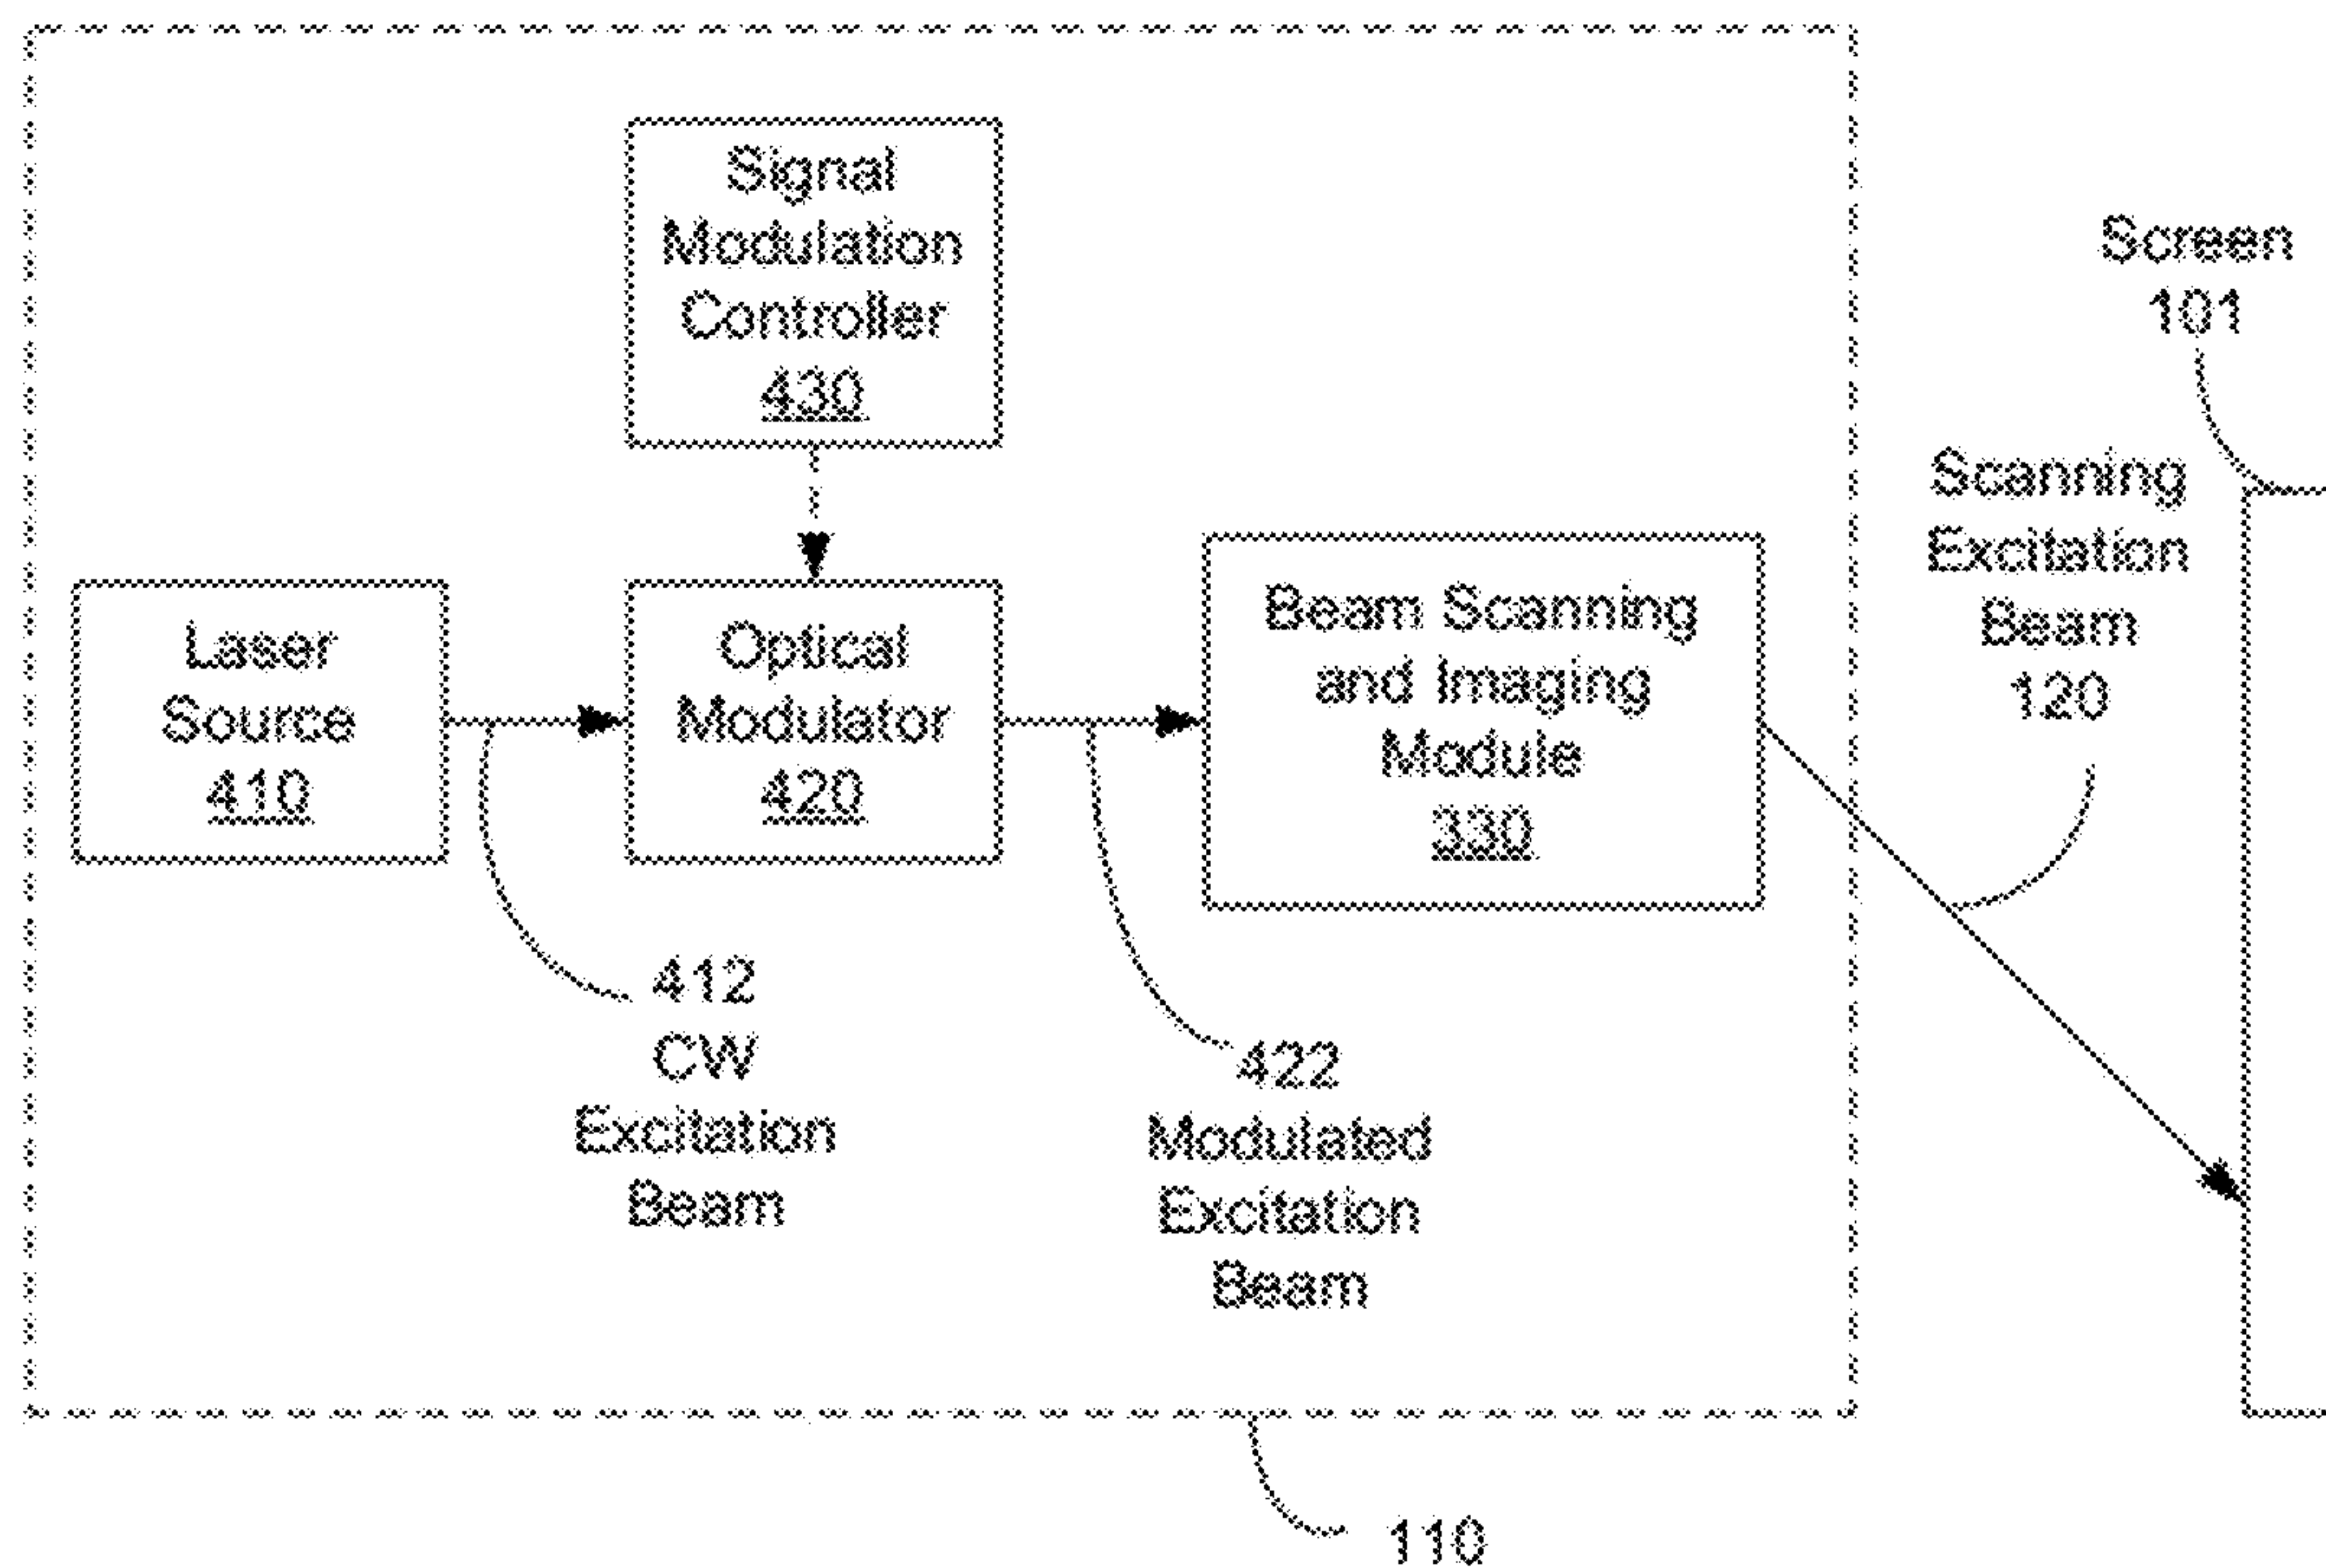 Signal
Modulation
Controller
430
Screen
101
Scanning
Excitation
Beam
120
Laser
Source
410
Optical
Modulator
420
Beam Scanning
and Imaging
Module
330
412
CW
Excitation
Beam
422
Modulated
Excitation
Beam
110